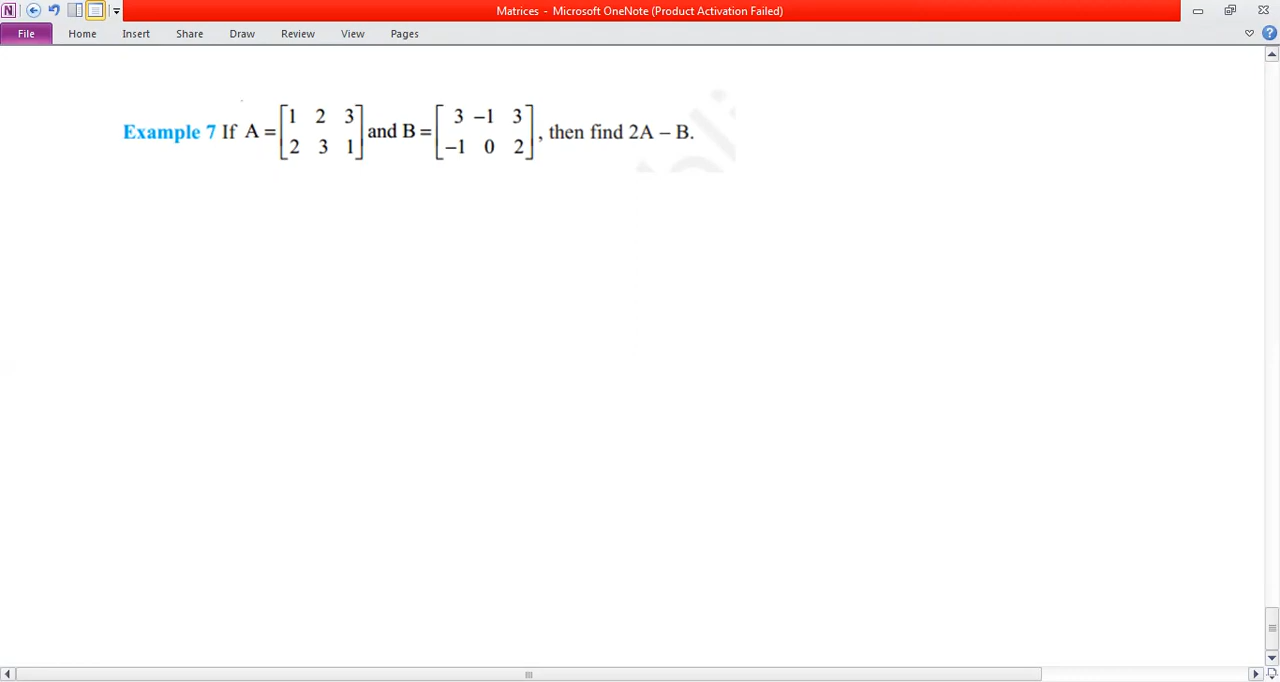 Matrices - Microsoft OneNote (Product Activation Failed)
File Home Insert Share Draw Review View Pages
Example 7 If A = [1 2 3; 2 3 1] and B = [3 −1 3; −1 0 2], then find 2A − B.